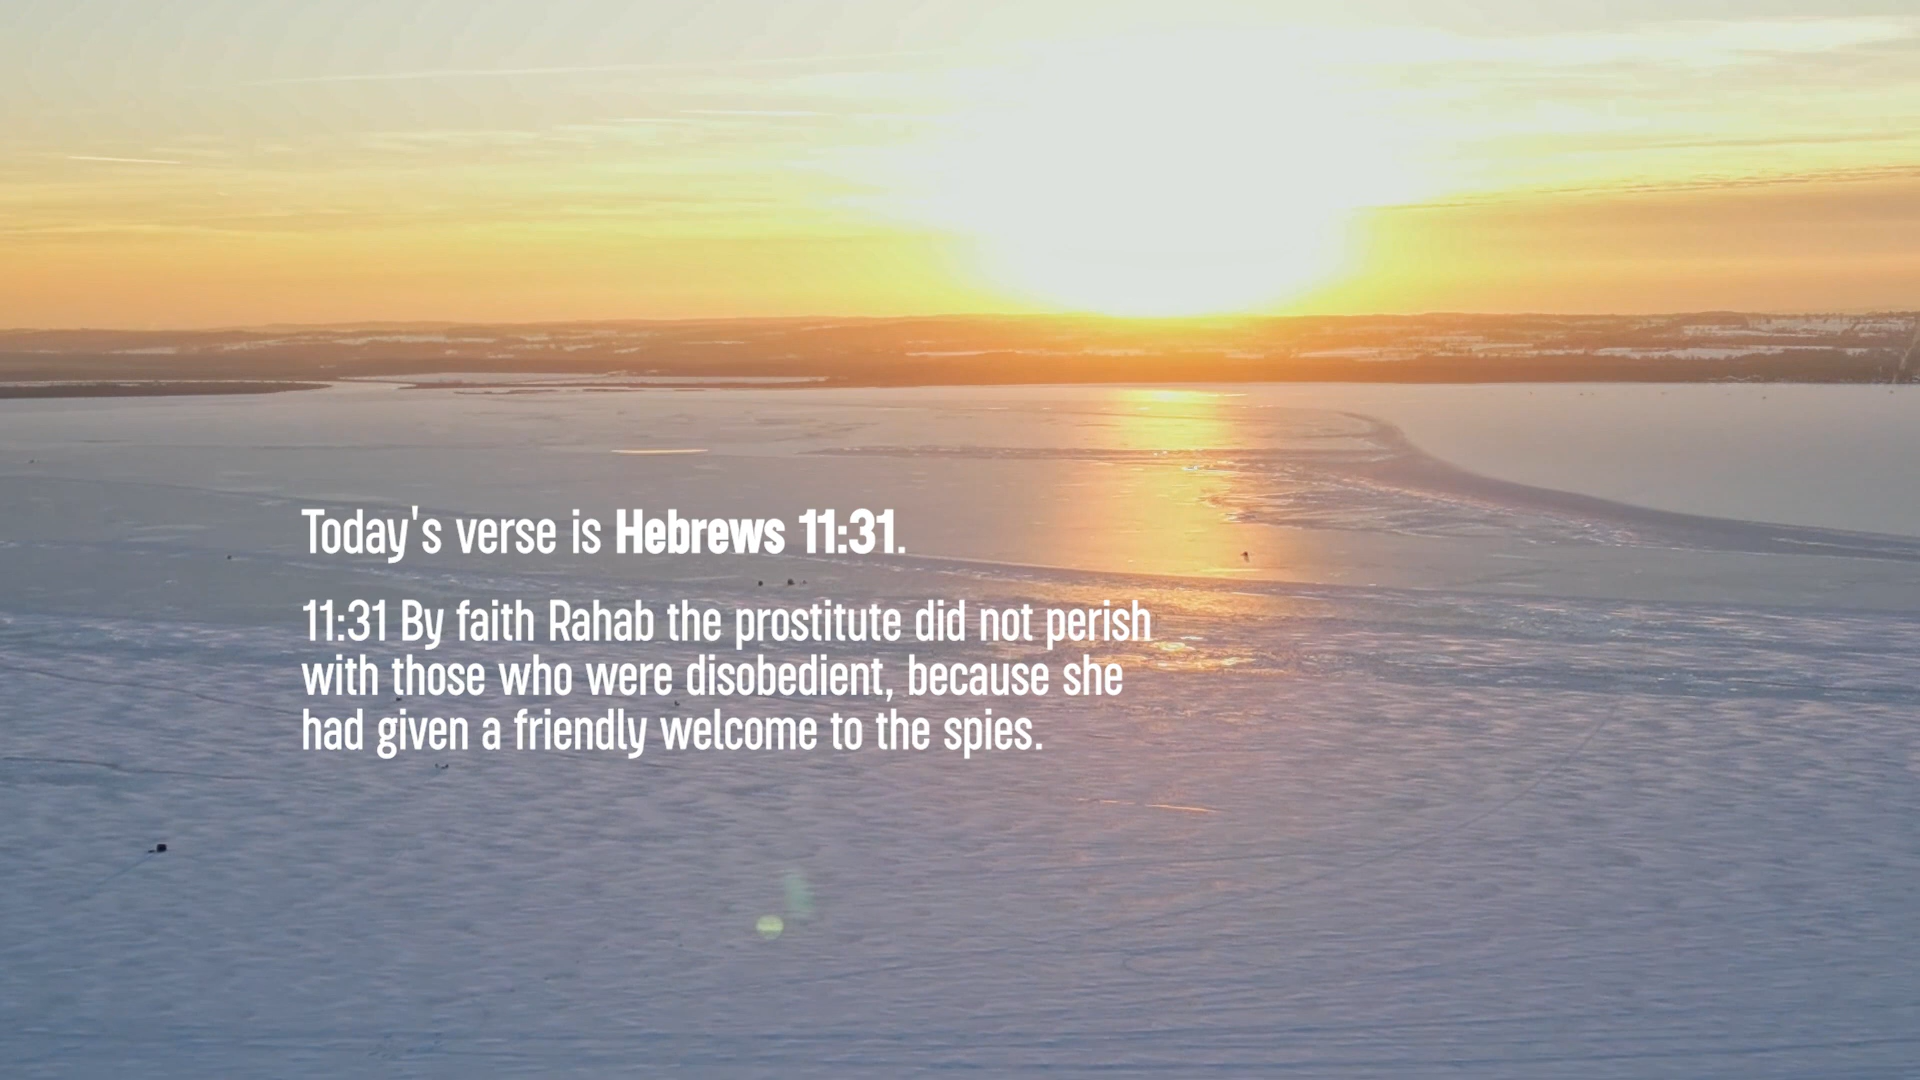 Today's verse is Hebrews 11:31.
11:31 By faith Rahab the prostitute did not perish
with those who were disobedient, because she
had given a friendly welcome to the spies.